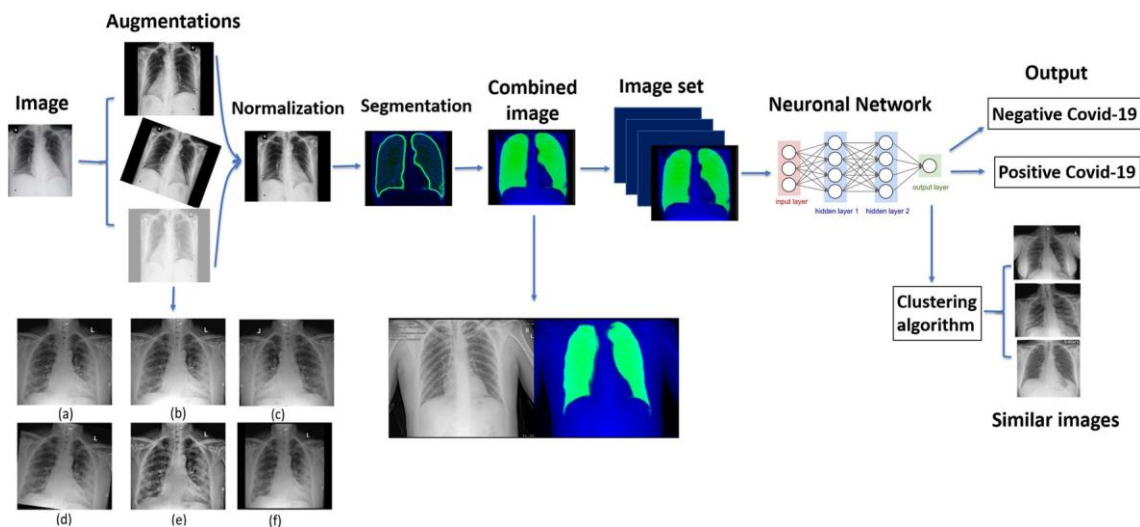 Augmentations
Image
Normalization
Segmentation
Combined
image
Image set
Neuronal Network
Output
Negative Covid-19
Positive Covid-19
input layer
hidden layer 1
hidden layer 2
output layer
Clustering
algorithm
Similar images
L
L
L
(a)
(b)
(c)
L
L
L
(d)
(e)
(f)